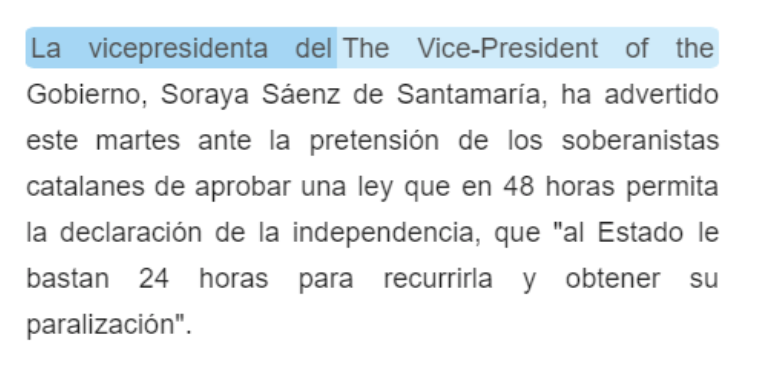 La vicepresidenta del The Vice-President of the
Gobierno, Soraya Sáenz de Santamaría, ha advertido
este martes ante la pretensión de los soberanistas
catalanes de aprobar una ley que en 48 horas permita
la declaración de la independencia, que "al Estado le
bastan 24 horas para recurrirla y obtener su
paralización".